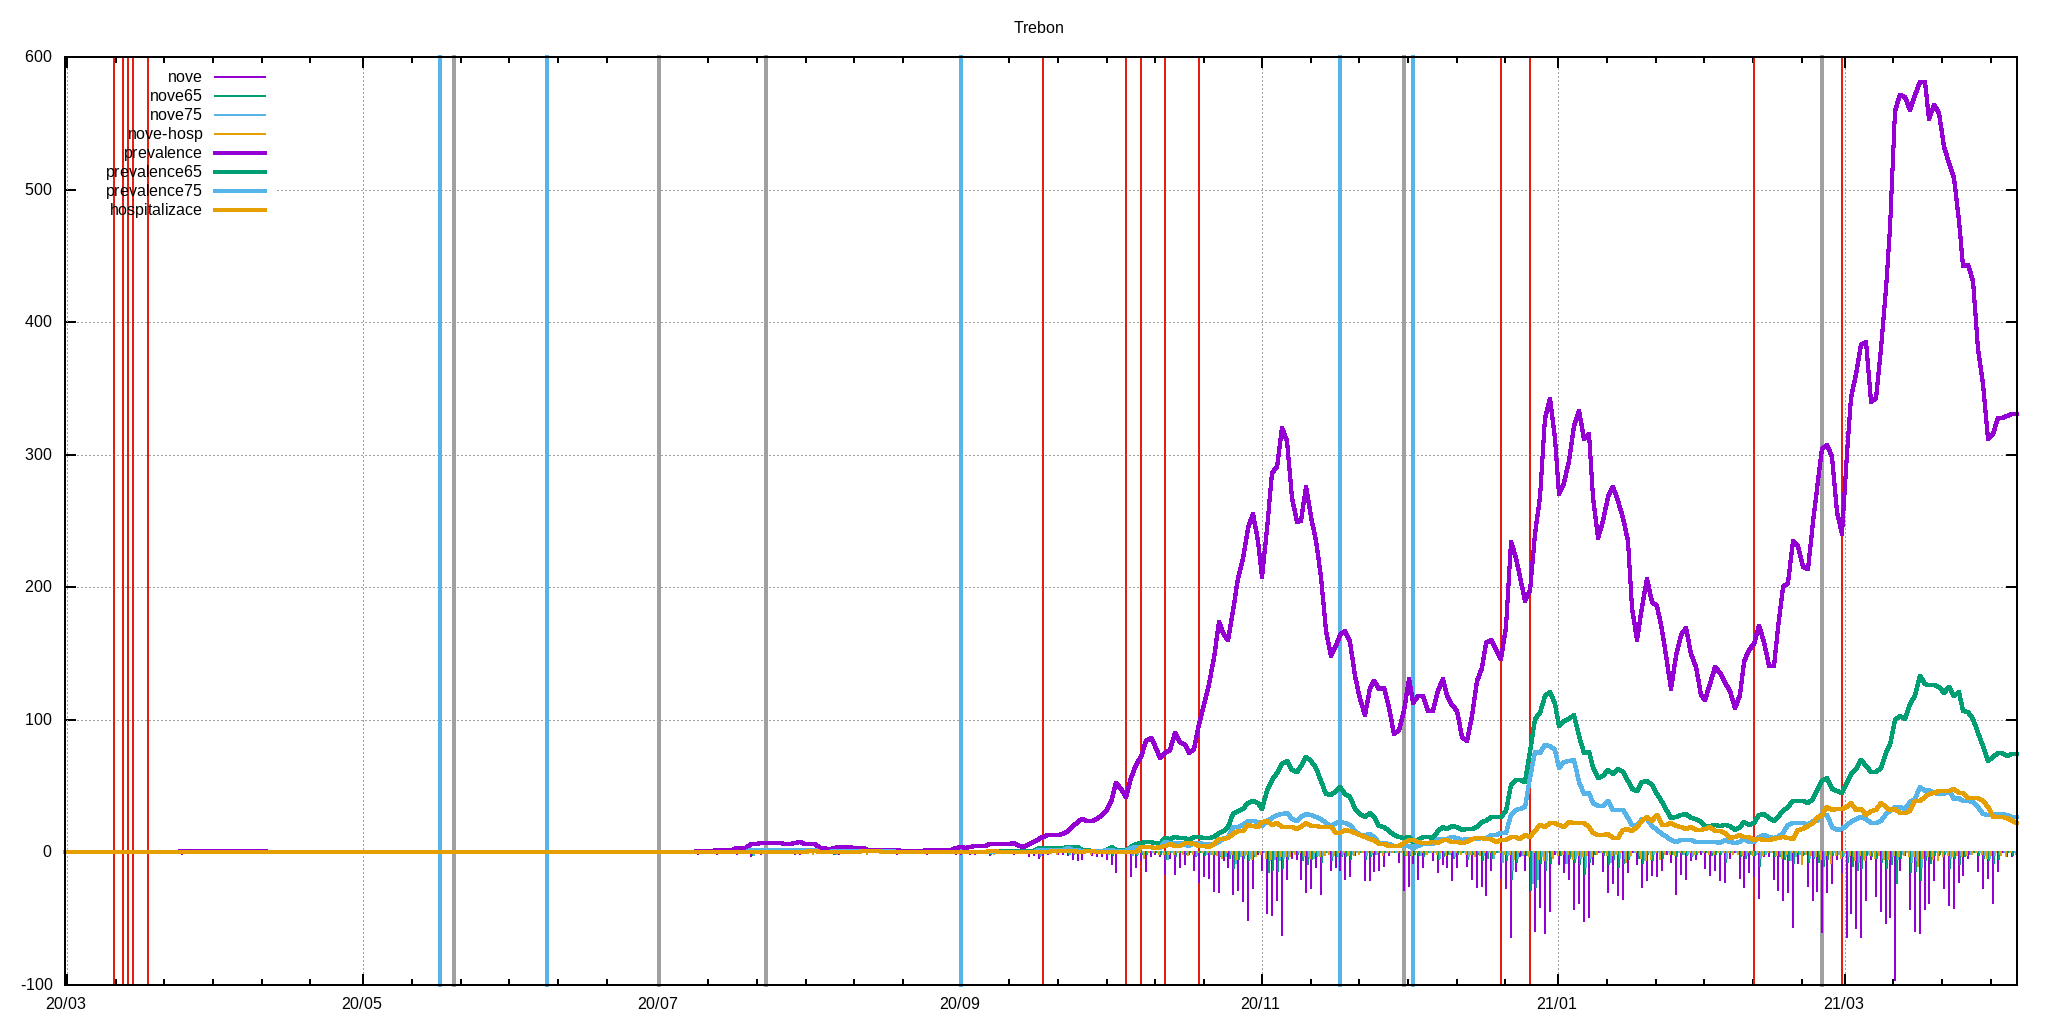 Trebon
600
nove
nove65
nove75
nove-hosp
prevalence
prevalence65
prevalence75
hospitalizace
500
400
300
200
100
0
-100
20/03 20/05 20/07 20/09 20/11 21/01 21/03